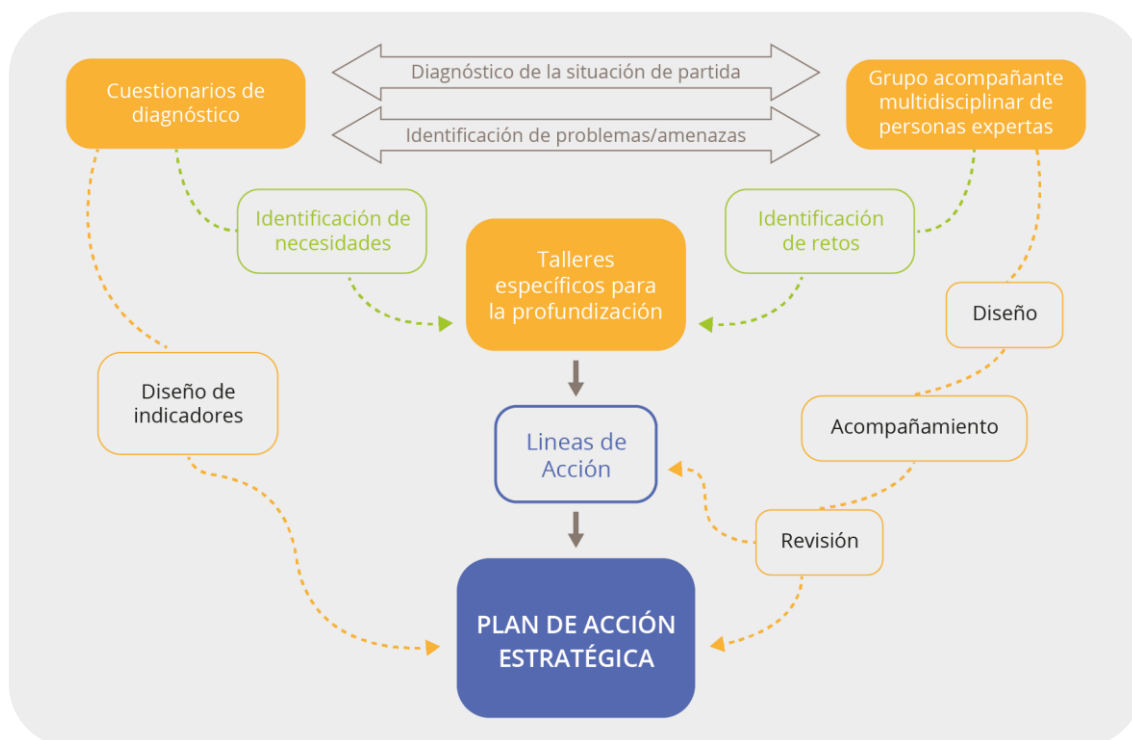 Diagnóstico de la situación de partida
Cuestionarios de
diagnóstico
Grupo acompañante
multidisciplinar de
personas expertas
Identificación de problemas/amenazas
Identificación de
necesidades
Identificación
de retos
Talleres
específicos para
la profundización
Diseño
Diseño de
indicadores
Acompañamiento
Lineas de
Acción
Revisión
PLAN DE ACCIÓN
ESTRATÉGICA